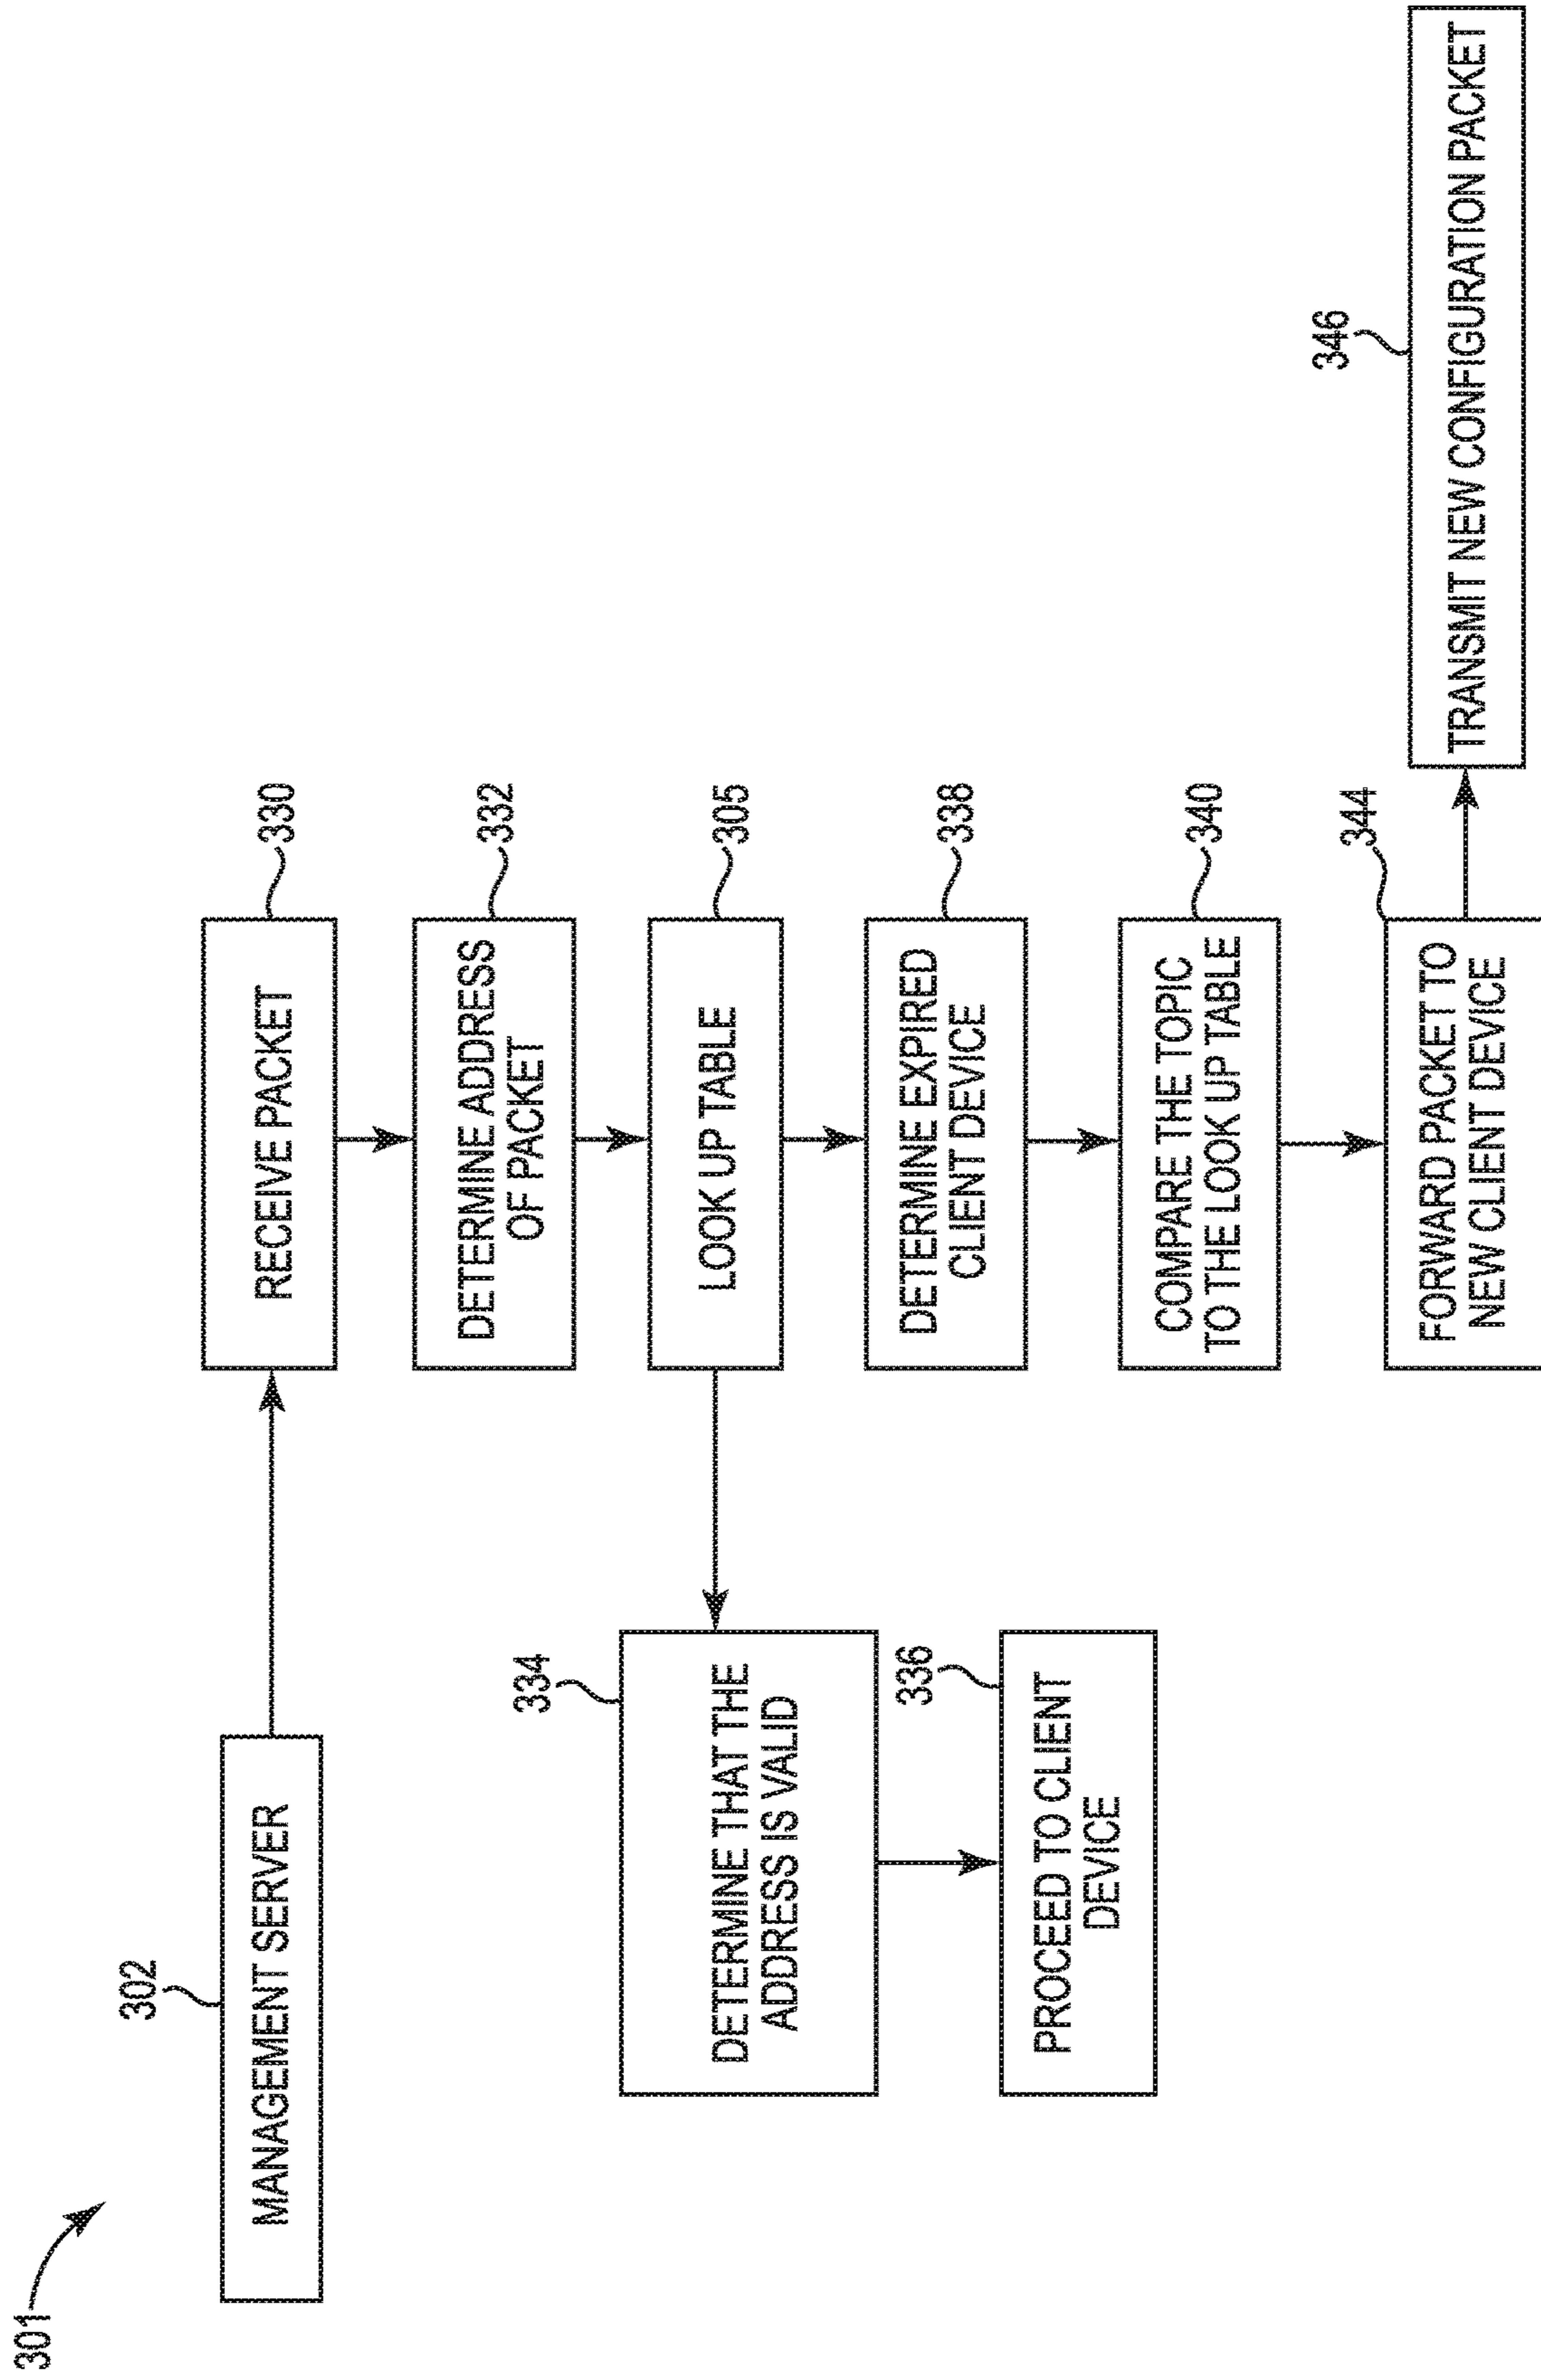 301
302
MANAGEMENT SERVER
330
RECEIVE PACKET
332
DETERMINE ADDRESS
OF PACKET
305
LOOK UP TABLE
334
DETERMINE THAT THE
ADDRESS IS VALID
336
PROCEED TO CLIENT
DEVICE
338
DETERMINE EXPIRED
CLIENT DEVICE
340
COMPARE THE TOPIC
TO THE LOOK UP TABLE
344
FORWARD PACKET TO
NEW CLIENT DEVICE
346
TRANSMIT NEW CONFIGURATION PACKET